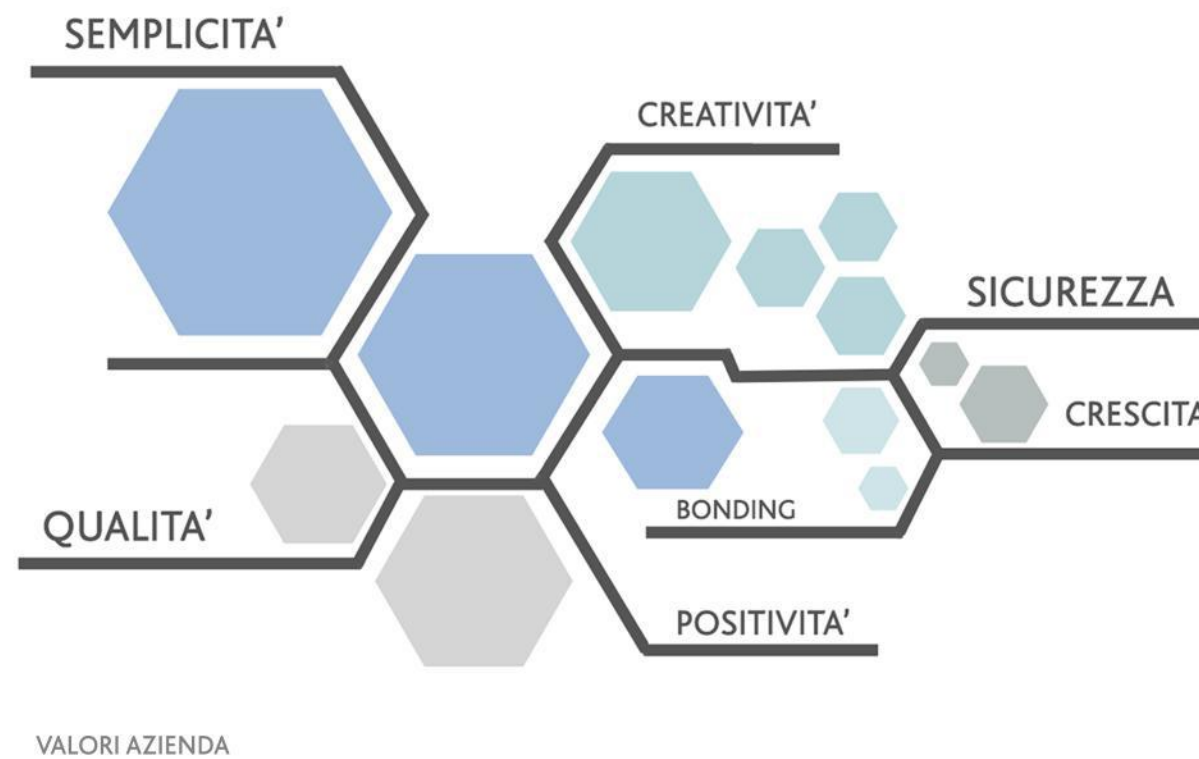 SEMPLICITA’
CREATIVITA’
SICUREZZA
CRESCITA
QUALITA’
BONDING
POSITIVITA’
VALORI AZIENDA